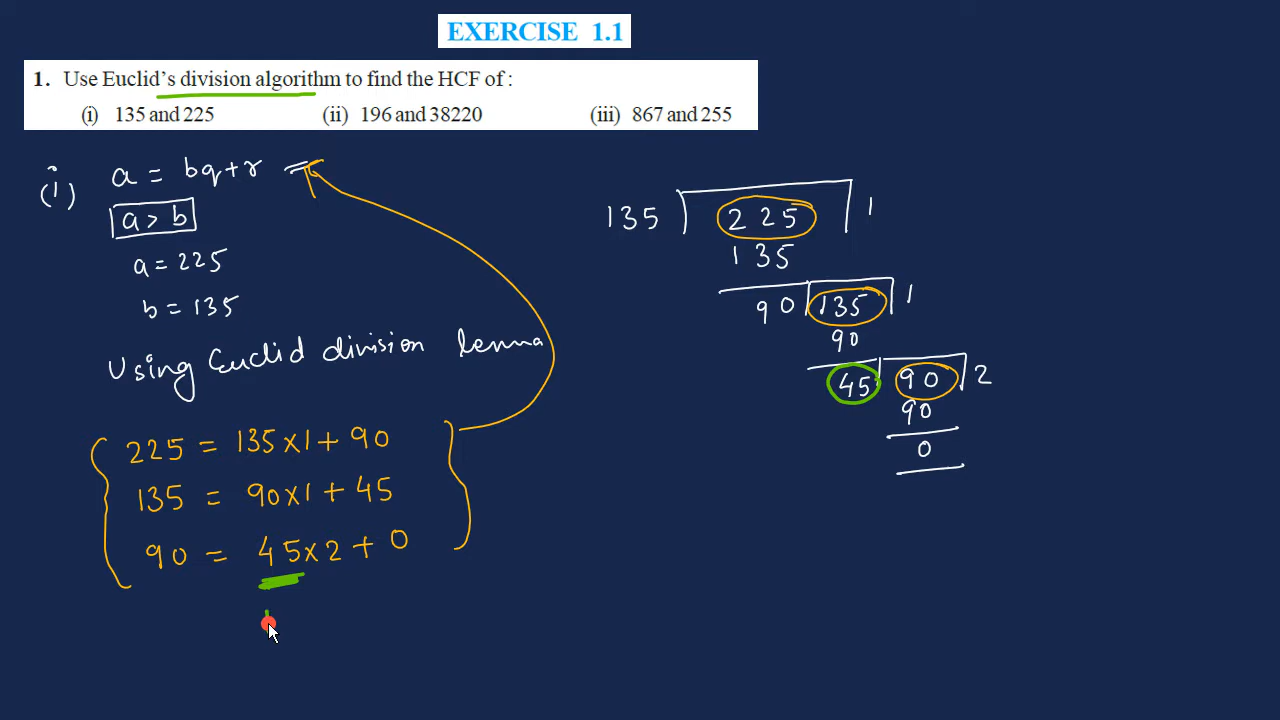 EXERCISE 1.1
1. Use Euclid's division algorithm to find the HCF of :
(i) 135 and 225 (ii) 196 and 38220 (iii) 867 and 255
(i) a = bq + r
a > b
a = 225
b = 135
Using Euclid division lemma
225 = 135 x 1 + 90
135 = 90 x 1 + 45
90 = 45 x 2 + 0
135 225 1
135
90 135 1
90
45 90 2
90
0